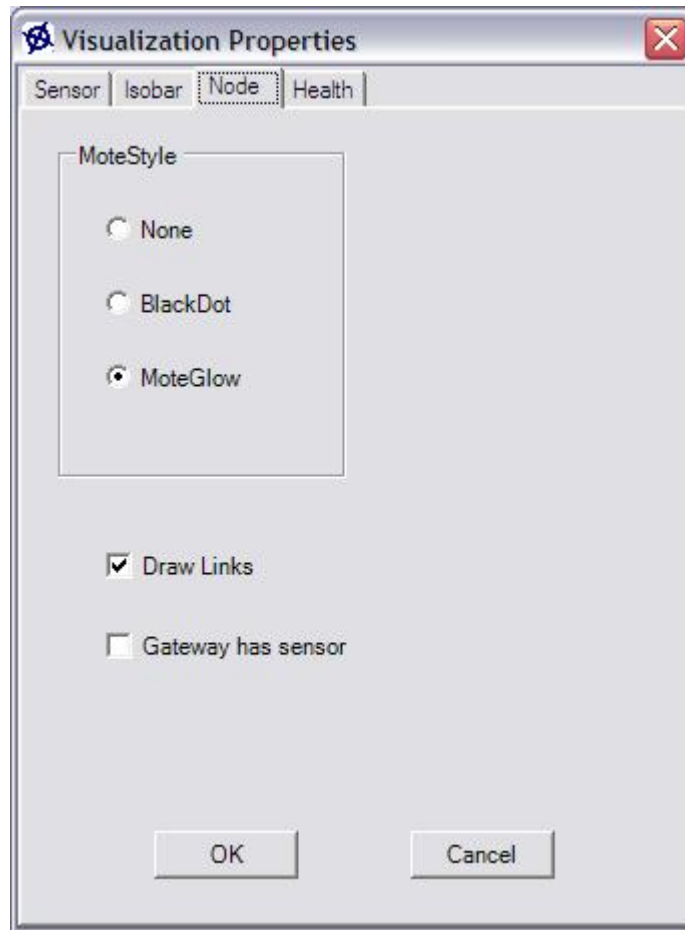 Visualization Properties
Sensor Isobar Node Health
MoteStyle
None
BlackDot
MoteGlow
Draw Links
Gateway has sensor
OK Cancel